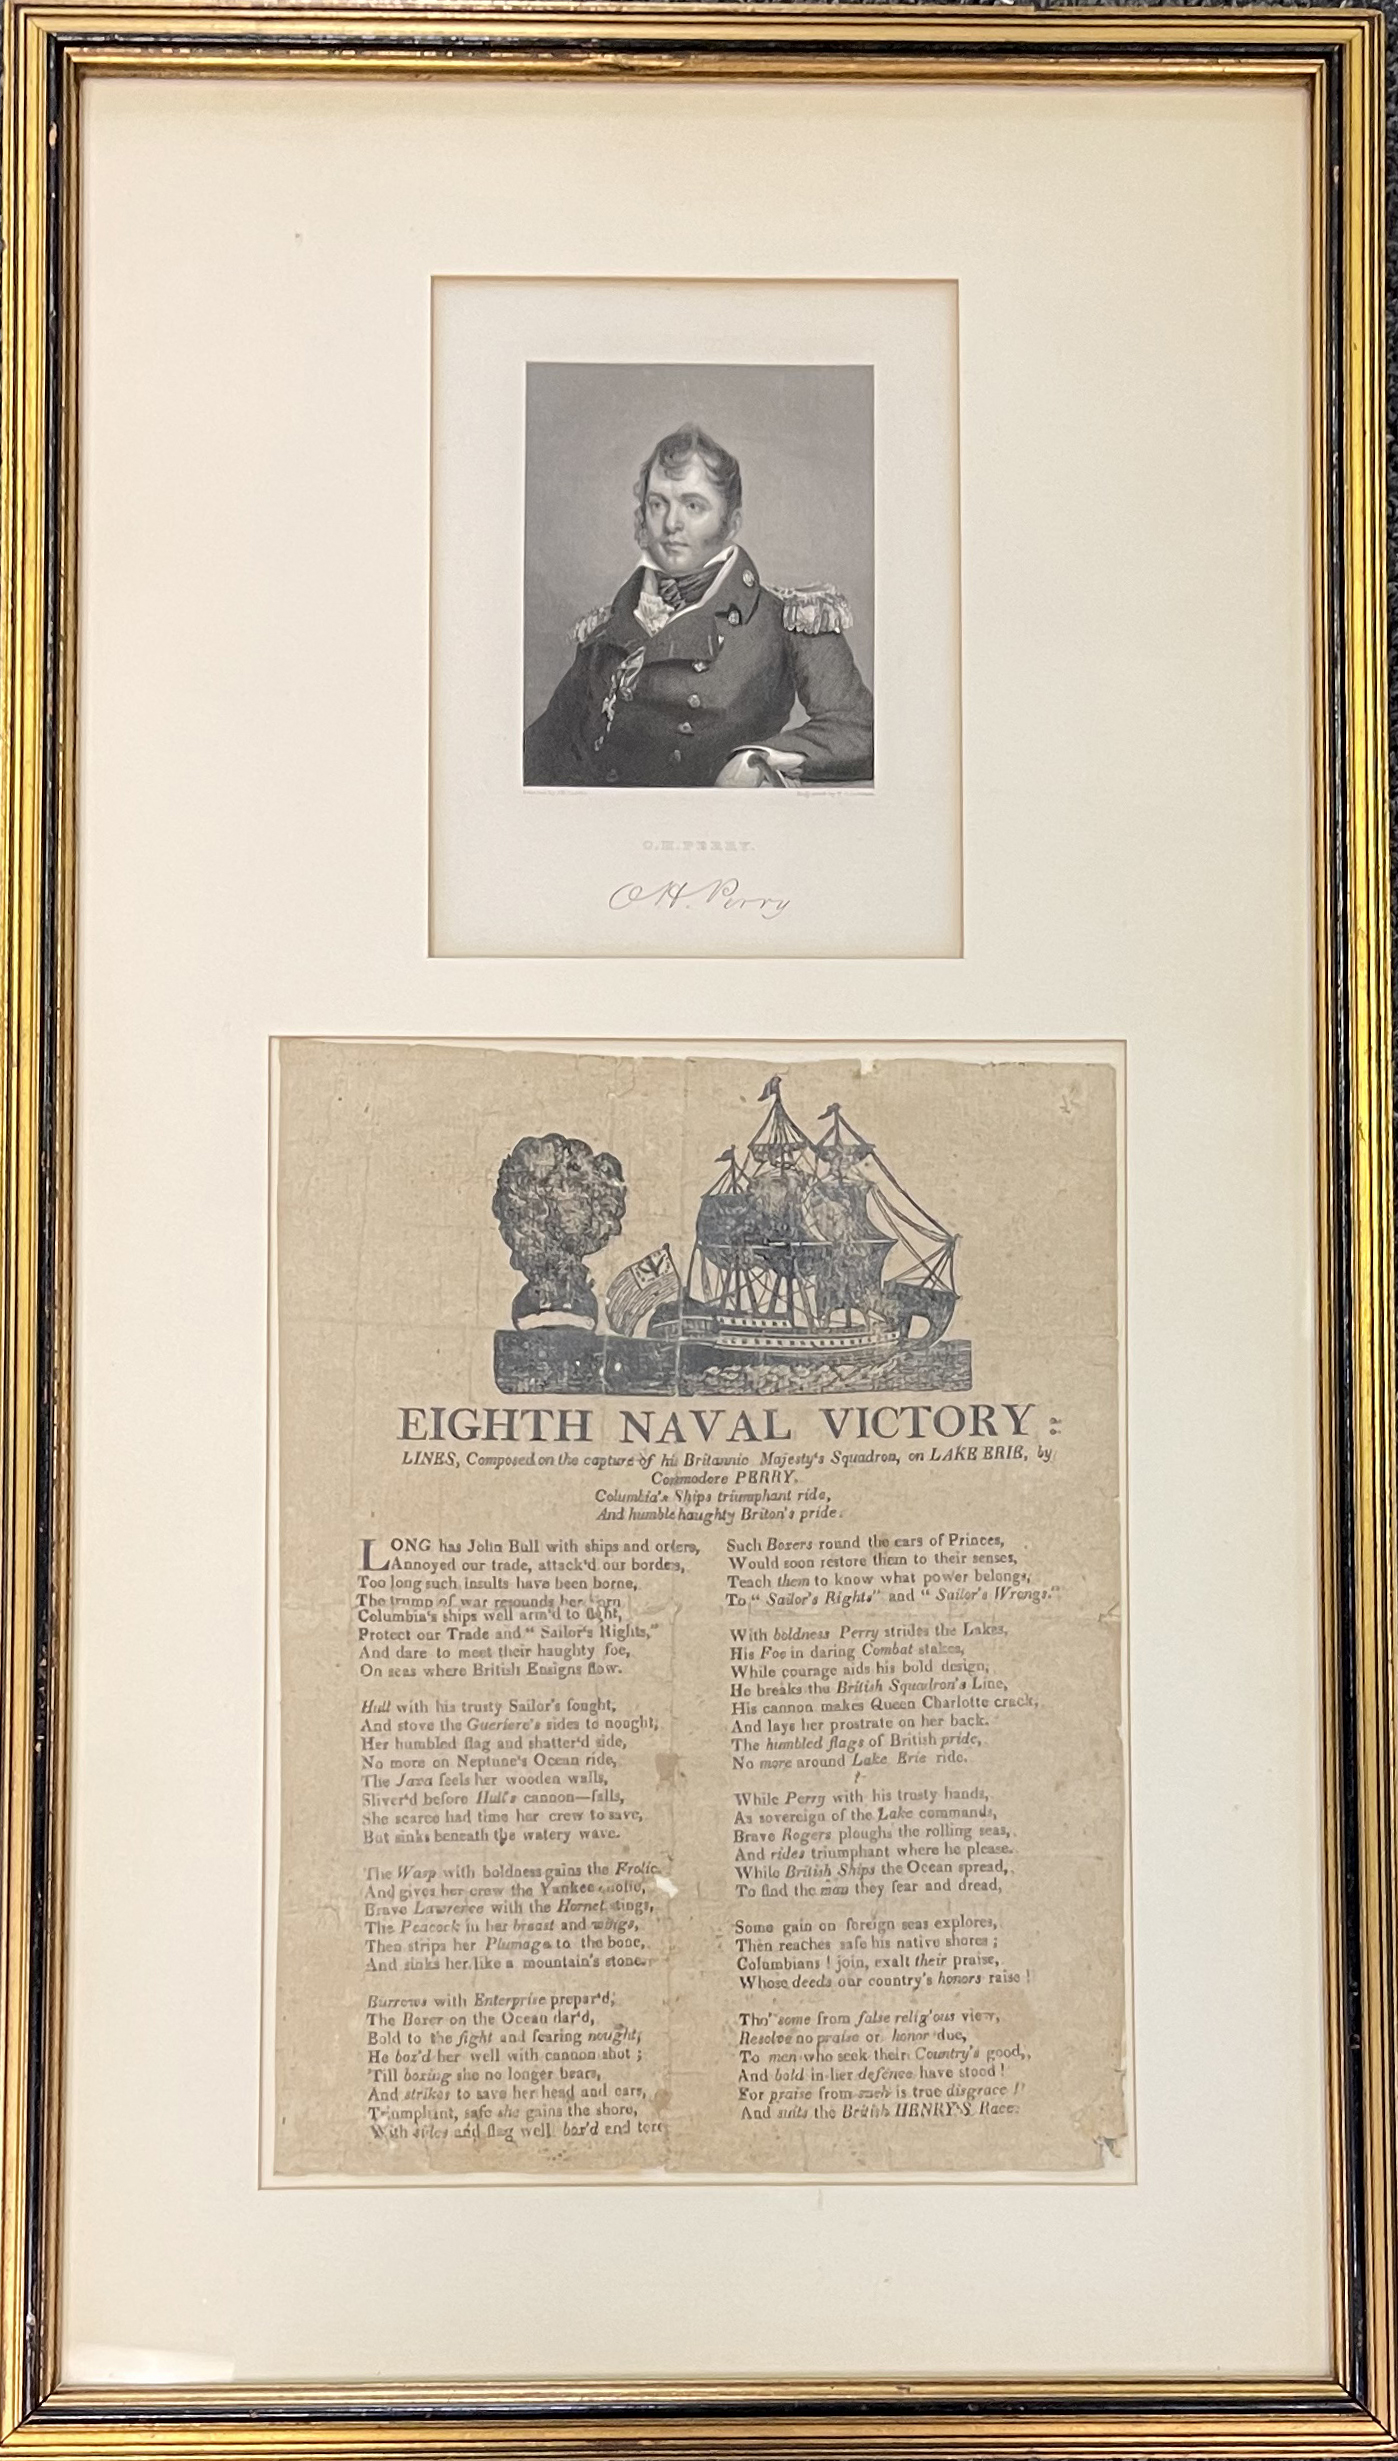 O.H.PERRY.
OH. Perry
EIGHTH NAVAL VICTORY:
LINES, Composed on the capture of his Britannic Majesty's Squadron, on LAKE ERIE, by
Commodore PERRY.
Columbia's Ships triumphant ride,
And humble haughty Briton's pride.
LONG has John Bull with ships and orders,
Annoyed our trade, attack'd our borders,
Too long such insults have been borne,
The trump of war resounds her horn
Columbia's ships well arm'd to fight,
Protect our Trade and "Sailor's Rights,"
And dare to meet their haughty foe,
On seas where British Ensigns flow.
Hull with his trusty Sailor's fought,
And stove the Gueriere's sides to nought,
Her humbled flag and shatter'd side,
No more on Neptune's Ocean ride,
The Java feels her wooden walls,
Sliver'd before Hull's cannon—falls,
She scarce had time her crew to save,
But sinks beneath the watery wave.
The Wasp with boldness gains the Frolic,
And gives her crew the Yankee
Brave Lawrence with the Hornet stings,
The Peacock in her breast and wings,
Then strips her Plumage to the bone,
And sinks her like a mountain's stone.
Burrows with Enterprise prepar'd,
The Boxer on the Ocean dar'd,
Bold to the fight and fearing nought,
He box'd her well with cannon shot;
'Till boxing she no longer bears,
And strikes to save her head and ears,
Triumphant, safe she gains the shore,
With sides and flag well box'd end tore
Such Boxers round the ears of Princes,
Would soon restore them to their senses,
Teach them to know what power belongs,
To "Sailor's Rights" and "Sailor's Wrongs."
With boldness Perry strides the Lakes,
His Foe in daring Combat stakes,
While courage aids his bold design,
He breaks the British Squadron's Line,
His cannon makes Queen Charlotte crack,
And lays her prostrate on her back.
The humbled flags of British pride,
No more around Lake Erie ride.
While Perry with his trusty hands,
As sovereign of the Lake commands,
Brave Rogers ploughs the rolling seas,
And rides triumphant where he please.
While British Ships the Ocean spread,
To find the man they fear and dread,
Some gain on foreign seas explores,
Then reaches safe his native shores;
Columbians! join, exalt their praise,
Whose deeds our country's honors raise!
Tho' some from false relig'ous view,
Resolve no praise or honor due,
To men who seek their Country's good,
And bold in her defence have stood!
For praise from such is true disgrace!
And suits the British HENRY'S Race.